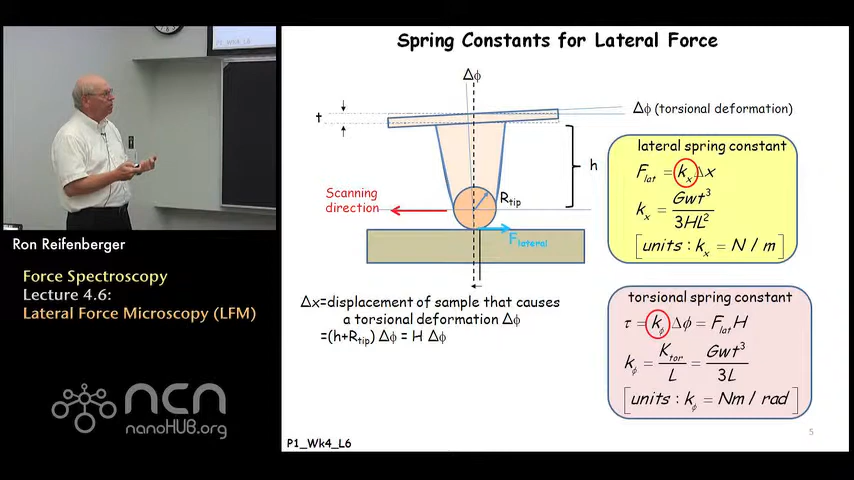 Spring Constants for Lateral Force
Δϕ
t
Δϕ (torsional deformation)
h
Scanning
direction
R_tip
F_lateral
Δx=displacement of sample that causes
a torsional deformation Δϕ
=(h+R_tip) Δϕ = H Δϕ
lateral spring constant
F_lat = k_x Δx
k_x = Gwt³ / 3HL²
[units : k_x = N / m]
torsional spring constant
τ = k_ϕ Δϕ = F_lat H
k_ϕ = K_tor / L = Gwt³ / 3L
[units : k_ϕ = Nm / rad]
5
P1_Wk4_L6
Ron Reifenberger
Force Spectroscopy
Lecture 4.6:
Lateral Force Microscopy (LFM)
ncn
nanoHUB.org